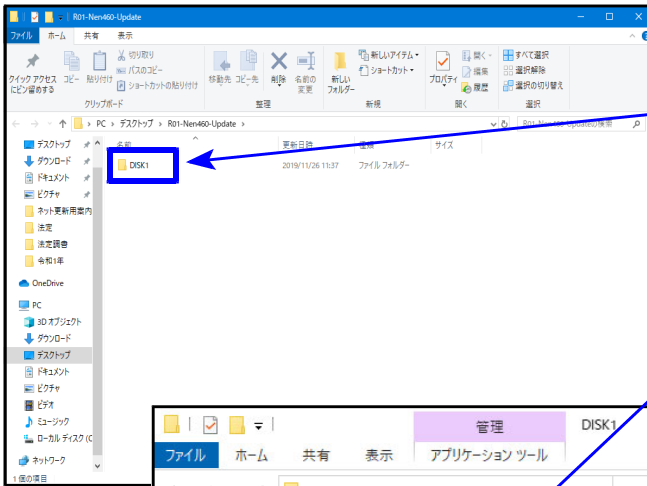 R01-Nen460-Update
ファイル ホーム 共有 表示
クイック アクセス
にピン留めする
コピー 貼り付け
切り取り
パスのコピー
ショートカットの貼り付け
移動先 コピー先 削除 名前の
変更
新しい
フォルダー
新しいアイテム
ショートカット
プロパティ
開く
編集
履歴
すべて選択
選択解除
選択の切り替え
クリップボード 整理 新規 開く 選択
PC › デスクトップ › R01-Nen460-Update ›
名前 更新日時 種類 サイズ
DISK1 2019/11/26 11:37 ファイル フォルダー
デスクトップ
ダウンロード
ドキュメント
ピクチャ
ネット更新用案内
法定
法定調書
令和1年
OneDrive
PC
3D オブジェクト
ダウンロード
デスクトップ
ドキュメント
ピクチャ
ビデオ
ミュージック
ローカル ディスク (C
ネットワーク
1 個の項目
管理 DISK1
ファイル ホーム 共有 表示 アプリケーション ツール